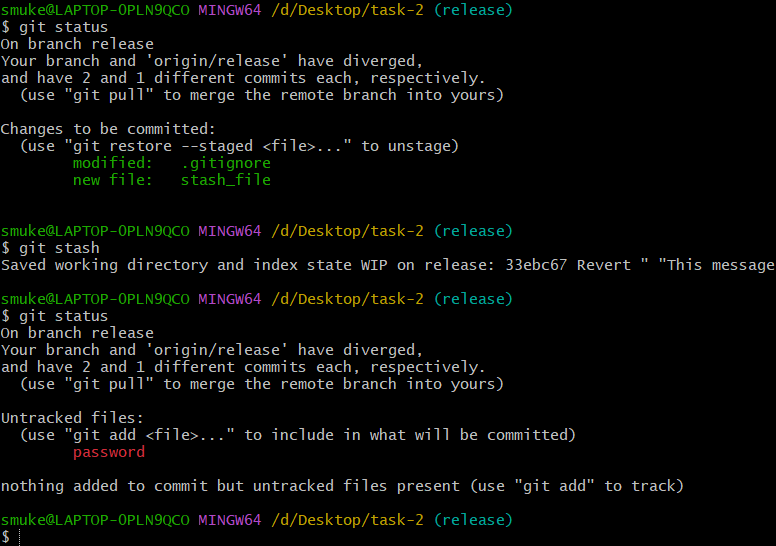 smuke@LAPTOP-0PLN9QCO MINGW64 /d/Desktop/task-2 (release)
$ git status
On branch release
Your branch and 'origin/release' have diverged,
and have 2 and 1 different commits each, respectively.
  (use "git pull" to merge the remote branch into yours)

Changes to be committed:
  (use "git restore --staged <file>..." to unstage)
        modified:   .gitignore
        new file:   stash_file


smuke@LAPTOP-0PLN9QCO MINGW64 /d/Desktop/task-2 (release)
$ git stash
Saved working directory and index state WIP on release: 33ebc67 Revert " "This message

smuke@LAPTOP-0PLN9QCO MINGW64 /d/Desktop/task-2 (release)
$ git status
On branch release
Your branch and 'origin/release' have diverged,
and have 2 and 1 different commits each, respectively.
  (use "git pull" to merge the remote branch into yours)

Untracked files:
  (use "git add <file>..." to include in what will be committed)
        password

nothing added to commit but untracked files present (use "git add" to track)

smuke@LAPTOP-0PLN9QCO MINGW64 /d/Desktop/task-2 (release)
$